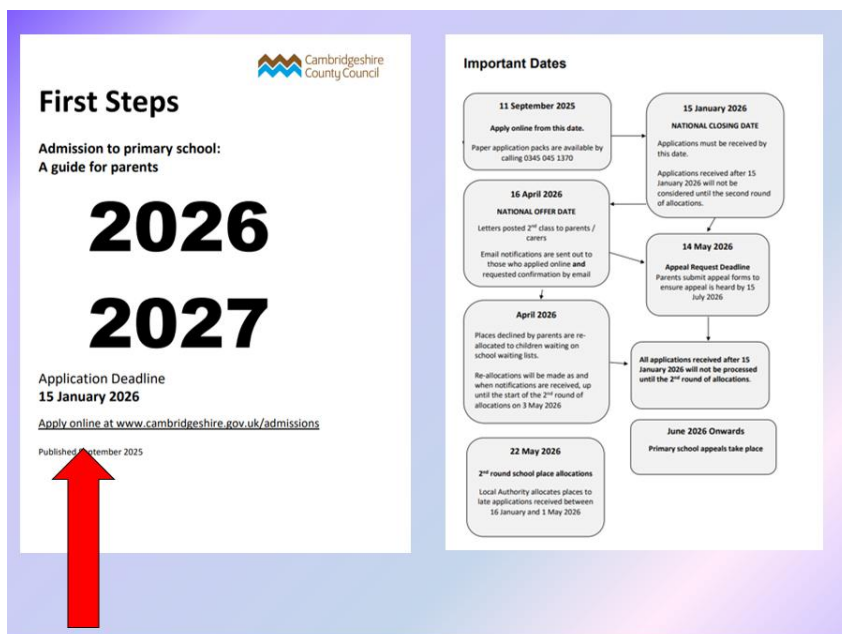 Cambridgeshire
County Council
First Steps
Admission to primary school:
A guide for parents
2026
2027
Application Deadline
15 January 2026
Apply online at www.cambridgeshire.gov.uk/admissions
Published September 2025
Important Dates
11 September 2025
Apply online from this date.
Paper application packs are available by
calling 0345 045 1370
15 January 2026
NATIONAL CLOSING DATE
Applications must be received by
this date.
Applications received after 15
January 2026 will not be
considered until the second round
of allocations.
16 April 2026
NATIONAL OFFER DATE
Letters posted 2nd class to parents /
carers
Email notifications are sent out to
those who applied online and
requested confirmation by email
14 May 2026
Appeal Request Deadline
Parents submit appeal forms to
ensure appeal is heard by 15
July 2026
April 2026
Places declined by parents are re-
allocated to children waiting on
school waiting lists.
Re-allocations will be made as and
when notifications are received, up
until the start of the 2nd round of
allocations on 3 May 2026
All applications received after 15
January 2026 will not be processed
until the 2nd round of allocations.
June 2026 Onwards
Primary school appeals take place
22 May 2026
2nd round school place allocations
Local Authority allocates places to
late applications received between
16 January and 1 May 2026